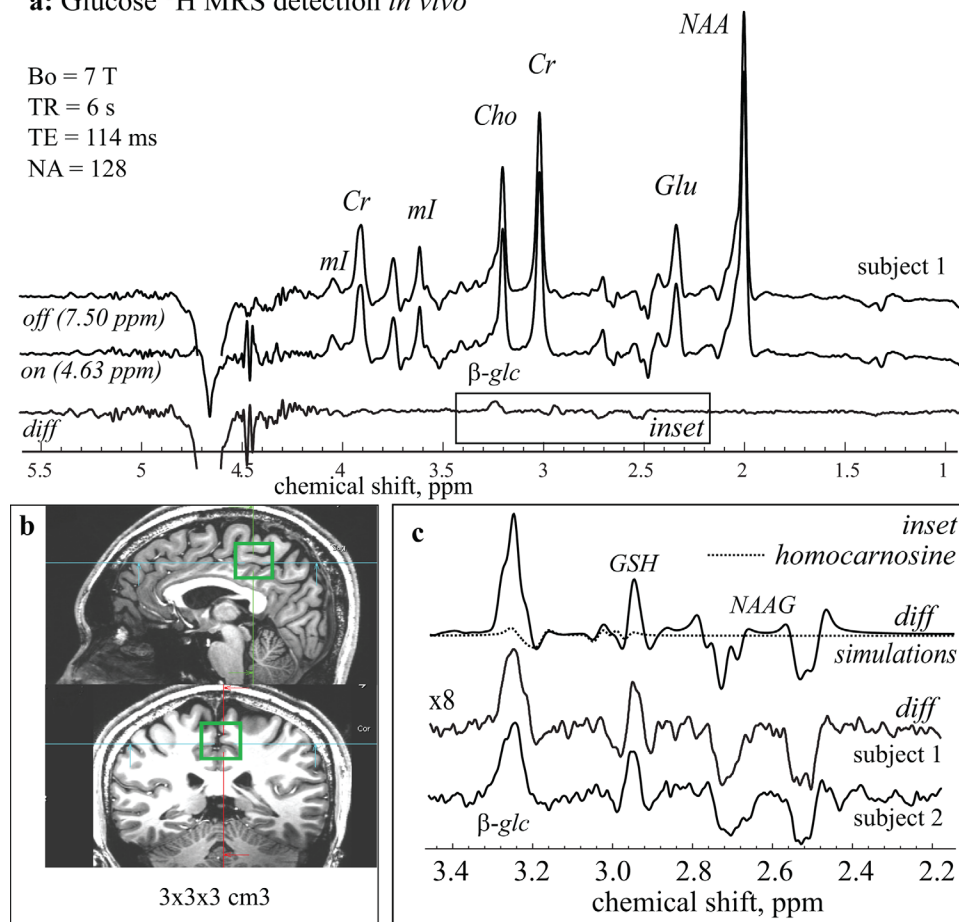 a: Glucose H MRS detection in vivo
Bo = 7 T
TR = 6 s
TE = 114 ms
NA = 128
NAA
Cr
Cho
Glu
Cr
mI
mI
subject 1
off (7.50 ppm)
on (4.63 ppm)
β-glc
diff
inset
5.5 5 4.5 4 3.5 3 2.5 2 1.5 1
chemical shift, ppm
b
Cor
3x3x3 cm3
c
inset
homocarnosine
GSH
NAAG
diff
simulations
x8
diff
subject 1
subject 2
β-glc
3.4 3.2 3.0 2.8 2.6 2.4 2.2
chemical shift, ppm